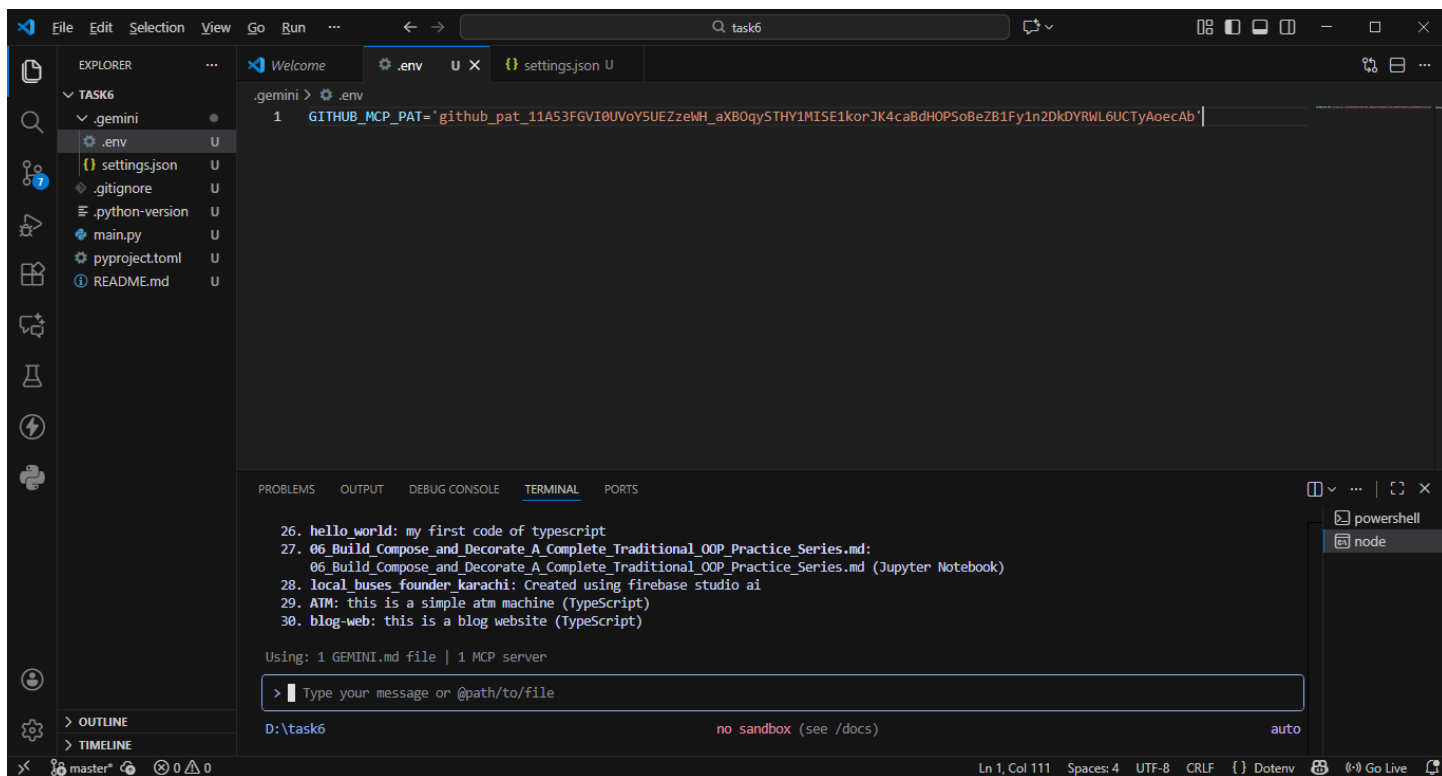 File Edit Selection View Go Run ··· ← → task6
EXPLORER ···
Welcome .env U settings.json U
TASK6
.gemini
.env U
settings.json U
.gitignore U
.python-version U
main.py U
pyproject.toml U
README.md U
7
.gemini > .env
1 GITHUB_MCP_PAT=
PROBLEMS OUTPUT DEBUG CONSOLE TERMINAL PORTS
powershell
node
26. hello_world: my first code of typescript
27. 06_Build_Compose_and_Decorate_A_Complete_Traditional_OOP_Practice_Series.md:
06_Build_Compose_and_Decorate_A_Complete_Traditional_OOP_Practice_Series.md (Jupyter Notebook)
28. local_buses_founder_karachi: Created using firebase studio ai
29. ATM: this is a simple atm machine (TypeScript)
30. blog-web: this is a blog website (TypeScript)
Using: 1 GEMINI.md file | 1 MCP server
> Type your message or @path/to/file
D:\task6 no sandbox (see /docs) auto
OUTLINE
TIMELINE
master* 0 0 Ln 1, Col 111 Spaces: 4 UTF-8 CRLF {} Dotenv Go Live